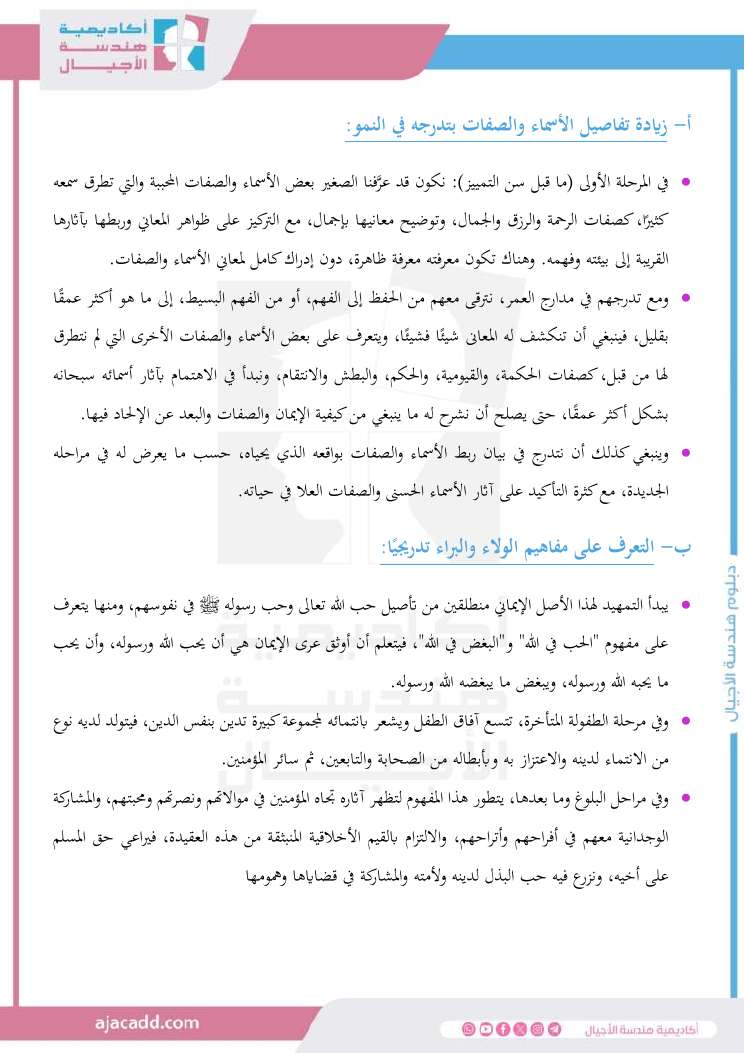 أكاديمية
هندسة
الأجيال
أ- زيادة تفاصيل الأسماء والصفات بتدرجه في النمو:
● في المرحلة الأولى (ما قبل سن التمييز): نكون قد عرَّفنا الصغير بعض الأسماء والصفات المحببة والتي تطرق سمعه
كثيرًا، كصفات الرحمة والرزق والجمال، وتوضيح معانيها بإجمال، مع التركيز على ظواهر المعاني وربطها بآثارها
القريبة إلى بيئته وفهمه. وهناك تكون معرفته معرفة ظاهرة، دون إدراك كامل لمعاني الأسماء والصفات.
● ومع تدرجهم في مدارج العمر، نترقى معهم من الحفظ إلى الفهم، أو من الفهم البسيط، إلى ما هو أكثر عمقًا
بقليل، فينبغي أن تنكشف له المعانى شيئًا فشيئًا، ويتعرف على بعض الأسماء والصفات الأخرى التي لم نتطرق
لها من قبل، كصفات الحكمة، والقيومية، والحكم، والبطش والانتقام، ونبدأ في الاهتمام بآثار أسمائه سبحانه
بشكل أكثر عمقًا، حتى يصلح أن نشرح له ما ينبغي من كيفية الإيمان والصفات والبعد عن الإلحاد فيها.
● وينبغي كذلك أن نتدرج في بيان ربط الأسماء والصفات بواقعه الذي يحياه، حسب ما يعرض له في مراحله
الجديدة، مع كثرة التأكيد على آثار الأسماء الحسنى والصفات العلا في حياته.
ب- التعرف على مفاهيم الولاء والبراء تدريجيًا:
● يبدأ التمهيد لهذا الأصل الإيماني منطلقين من تأصيل حب الله تعالى وحب رسوله ﷺ في نفوسهم، ومنها يتعرف
على مفهوم "الحب في الله" و"البغض في الله"، فيتعلم أن أوثق عرى الإيمان هي أن يحب الله ورسوله، وأن يحب
ما يحبه الله ورسوله، ويبغض ما يبغضه الله ورسوله.
● وفي مرحلة الطفولة المتأخرة، تتسع آفاق الطفل ويشعر بانتمائه لمجموعة كبيرة تدين بنفس الدين، فيتولد لديه نوع
من الانتماء لدينه والاعتزاز به وبأبطاله من الصحابة والتابعين، ثم سائر المؤمنين.
● وفي مراحل البلوغ وما بعدها، يتطور هذا المفهوم لتظهر آثاره تجاه المؤمنين في موالاتهم ونصرتهم ومحبتهم، والمشاركة
الوجدانية معهم في أفراحهم وأتراحهم، والالتزام بالقيم الأخلاقية المنبثقة من هذه العقيدة، فيراعي حق المسلم
على أخيه، ونزرع فيه حب البذل لدينه ولأمته والمشاركة في قضاياها وهمومها
دبلوم هندسة الأجيال
أكاديمية
هندسة
الأجيال
أكاديمية هندسة الأجيال
ajacadd.com